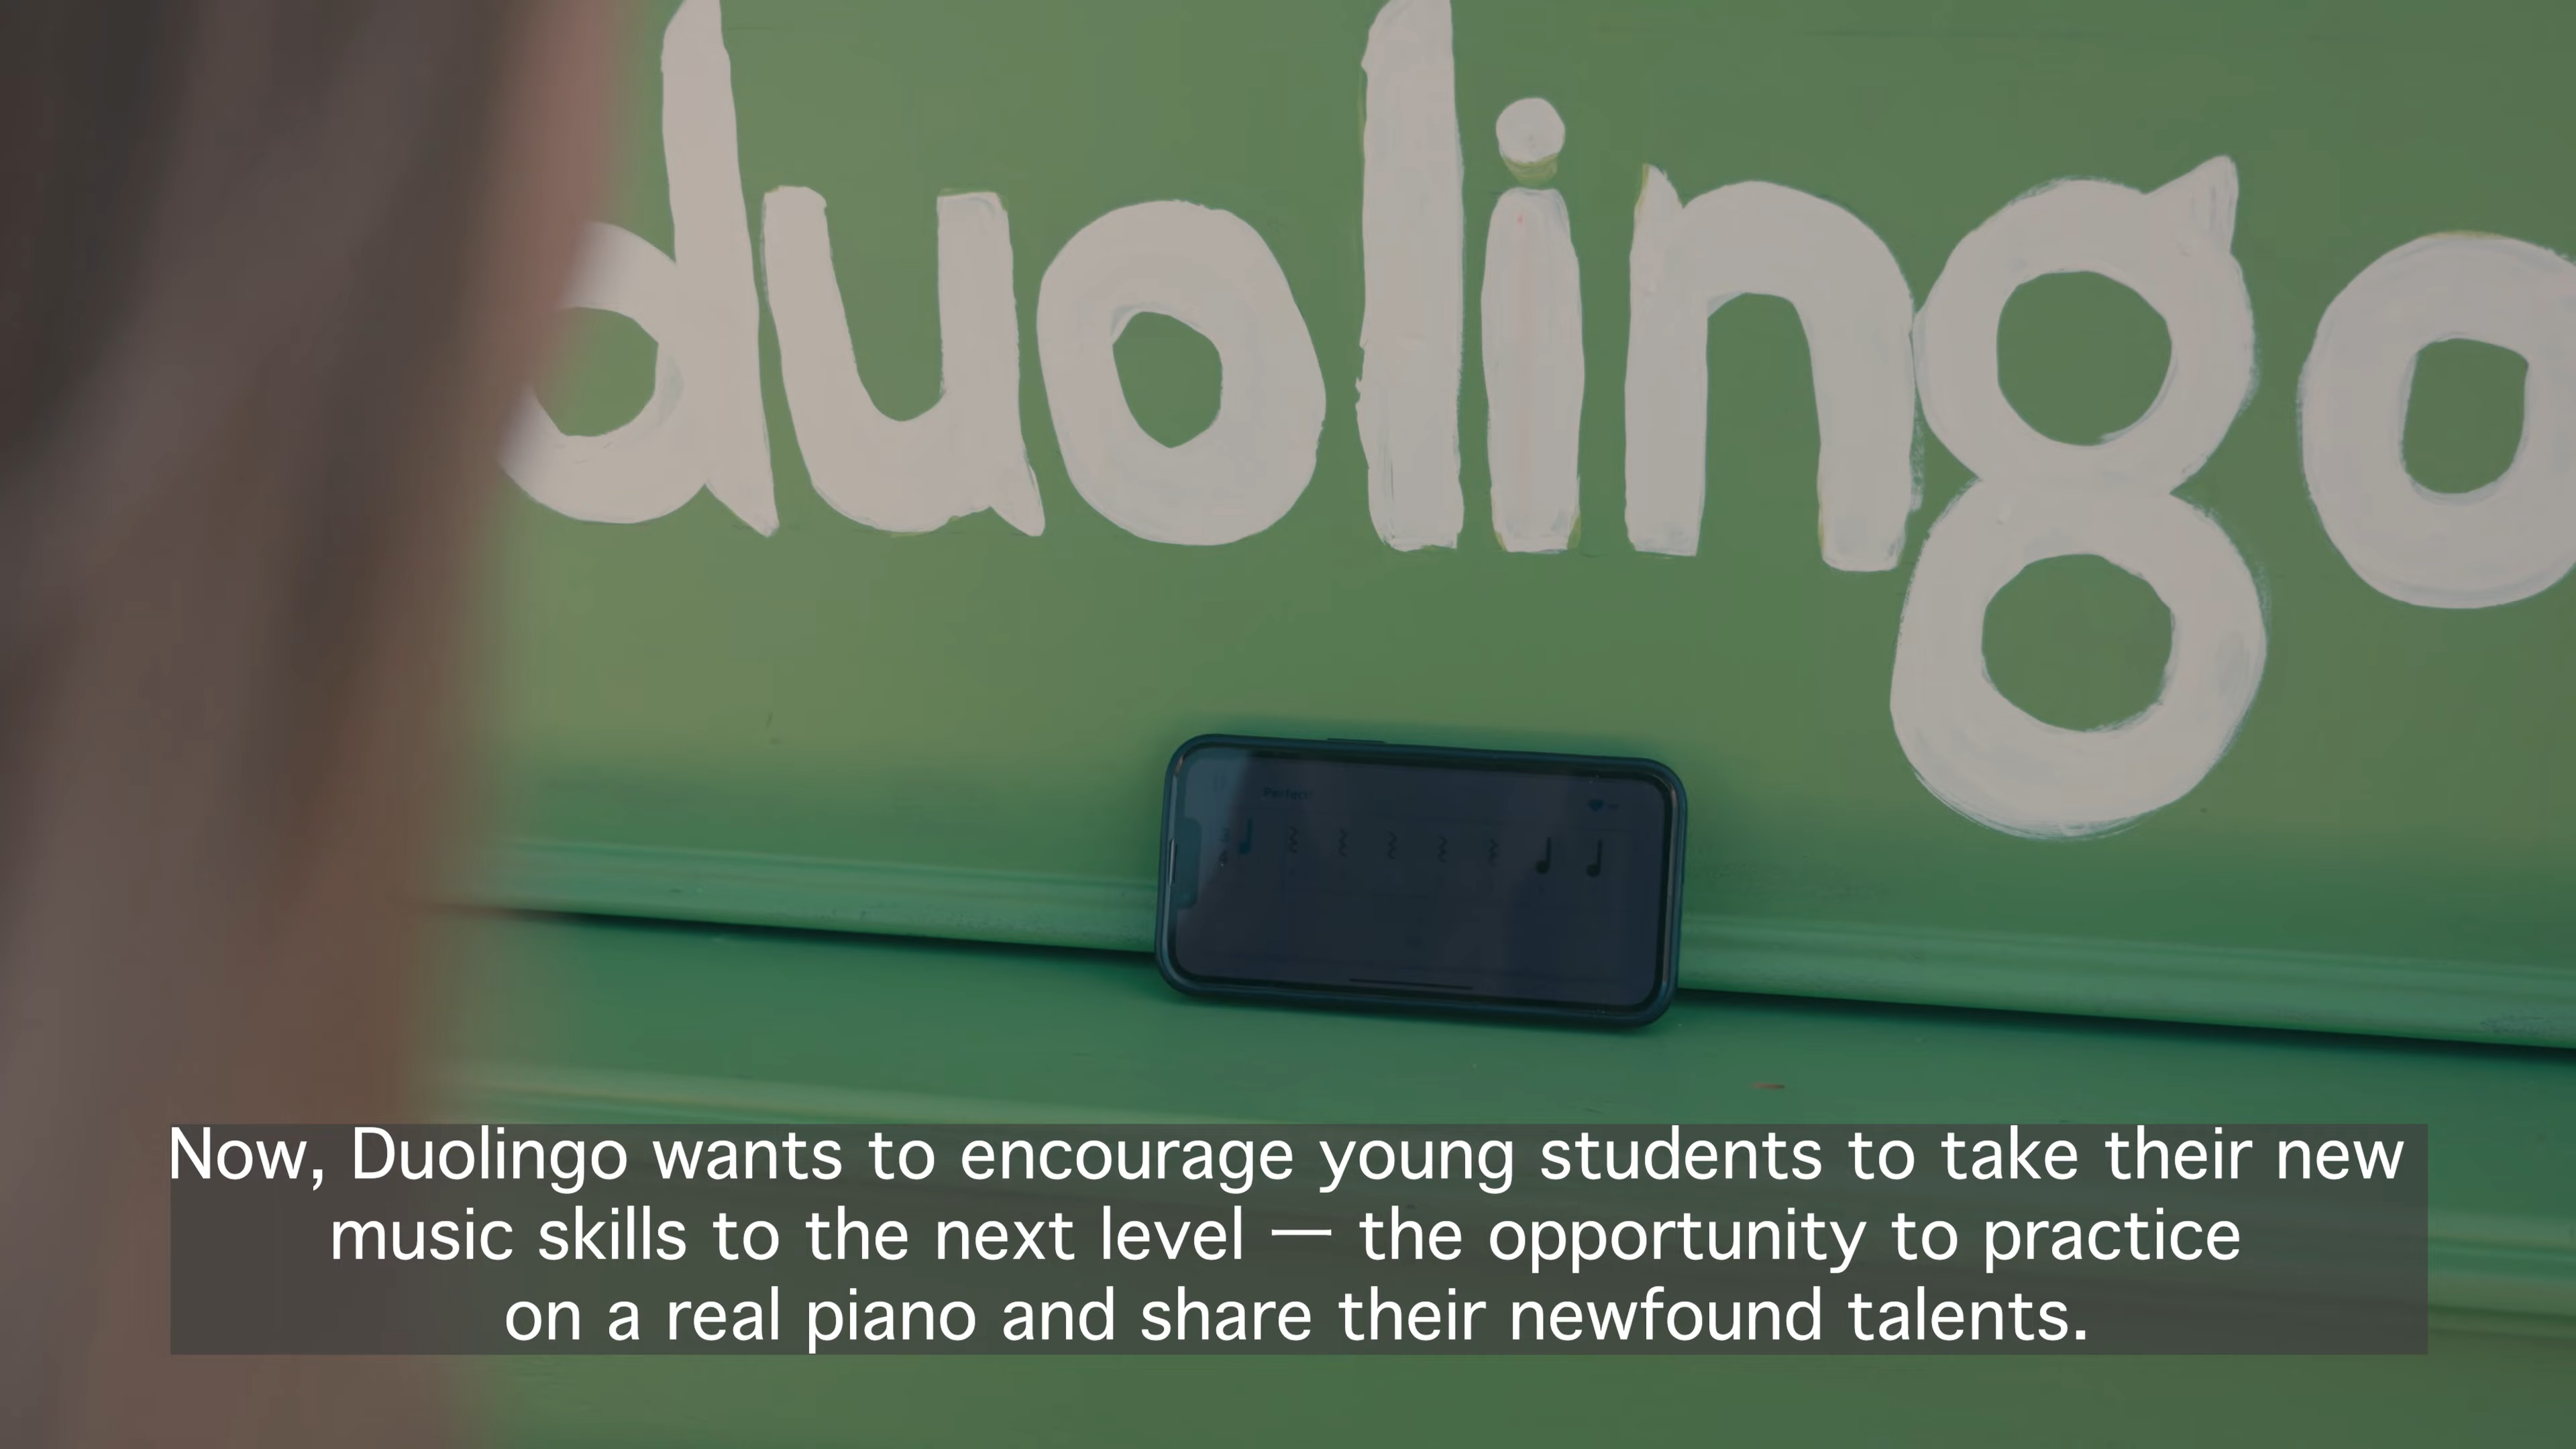 duolingo
Perfect!
Now, Duolingo wants to encourage young students to take their new
music skills to the next level — the opportunity to practice
on a real piano and share their newfound talents.